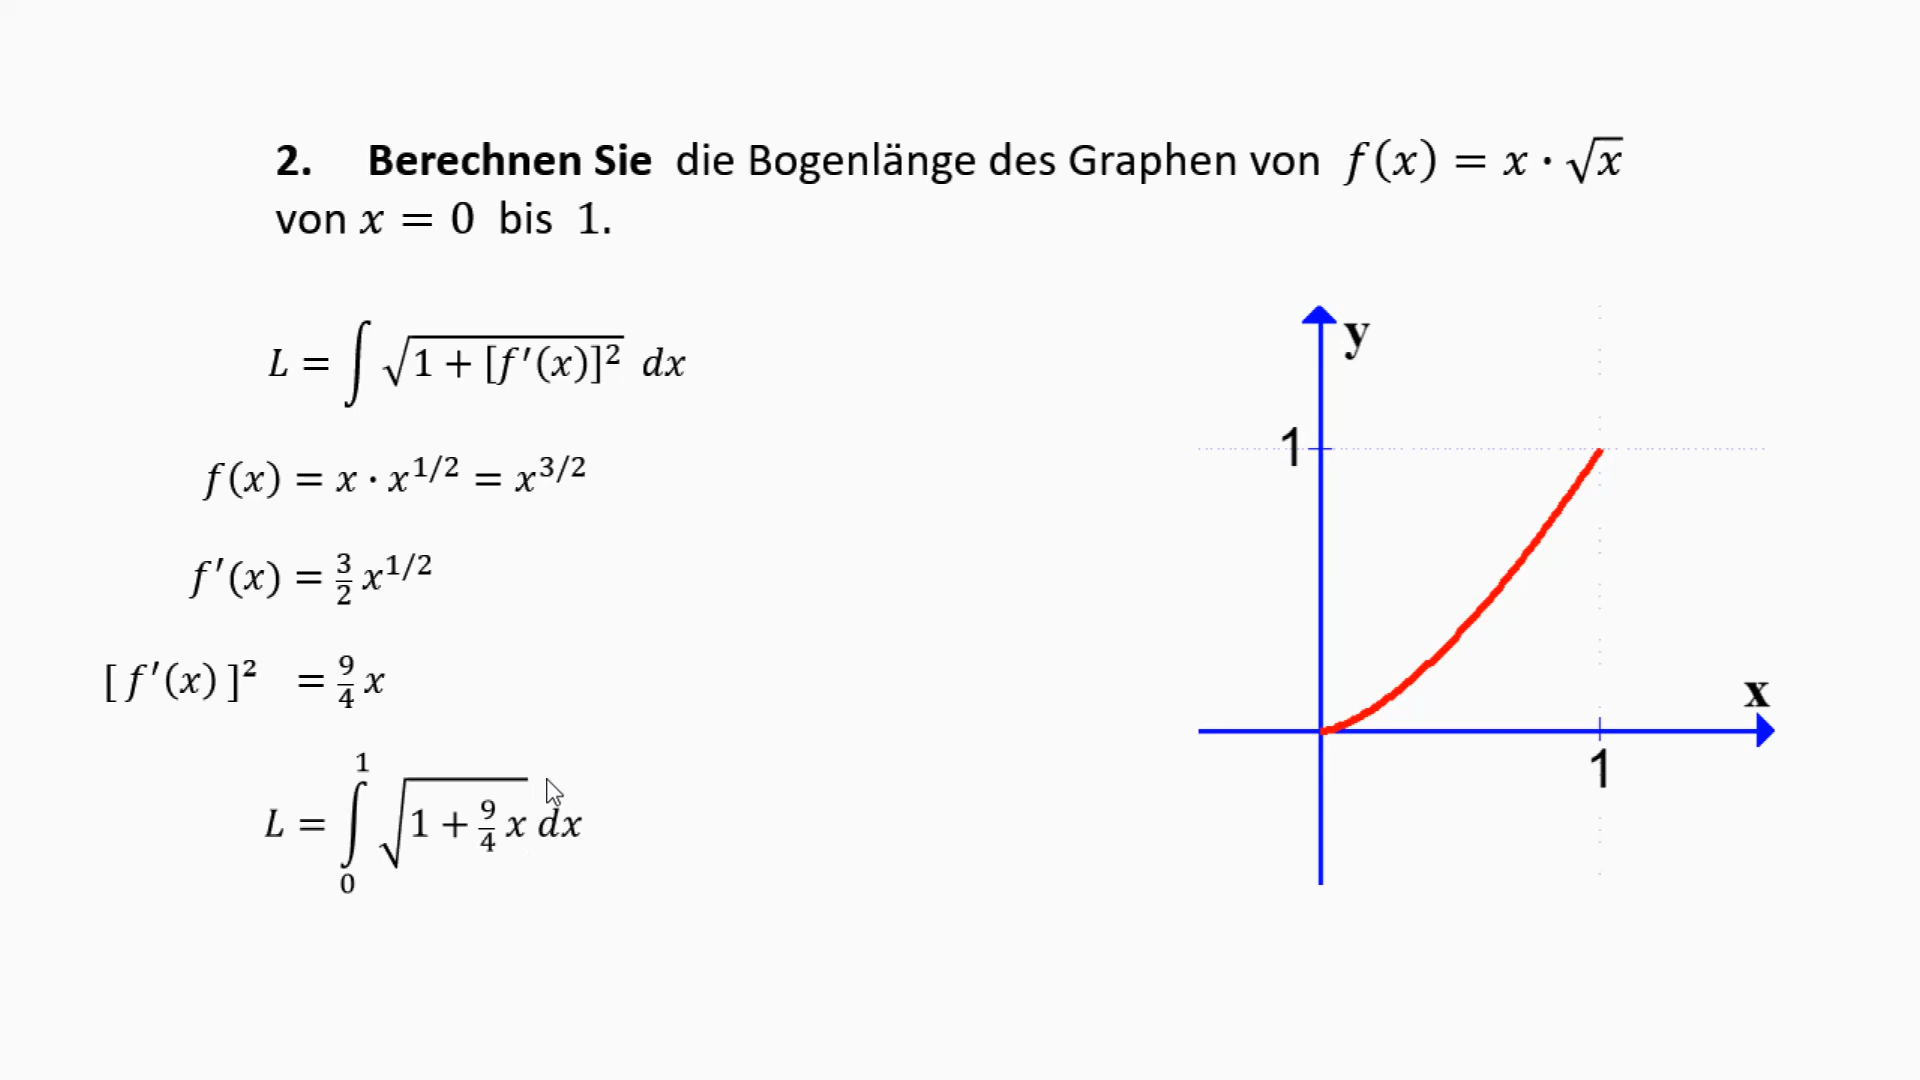 2. Berechnen Sie die Bogenlänge des Graphen von f(x) = x · √x
von x = 0 bis 1.
L = ∫ √(1 + [f′(x)]²) dx
f(x) = x · x^{1/2} = x^{3/2}
f′(x) = 3/2 x^{1/2}
[f′(x)]² = 9/4 x
L = ∫₀¹ √(1 + 9/4 x) dx
y
1
x
1